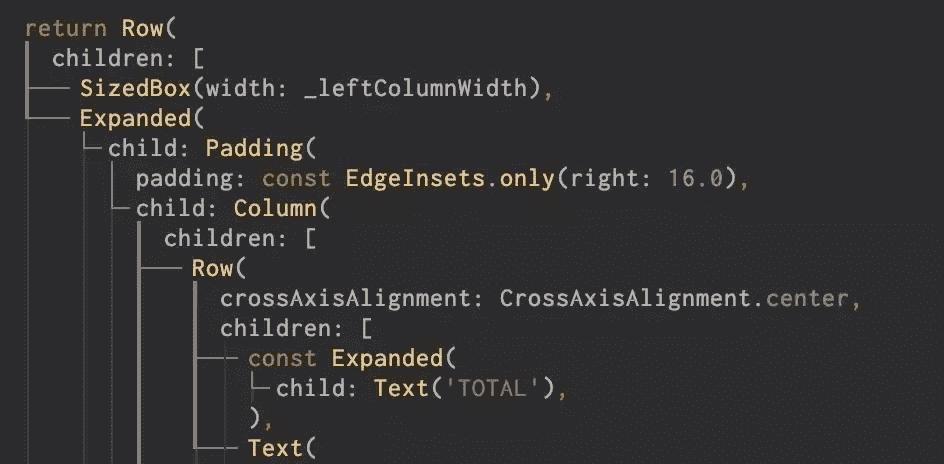 return Row(
children: [
SizedBox(width: _leftColumnWidth),
Expanded(
child: Padding(
padding: const EdgeInsets.only(right: 16.0),
child: Column(
children: [
Row(
crossAxisAlignment: CrossAxisAlignment.center,
children: [
const Expanded(
child: Text('TOTAL'),
),
Text(